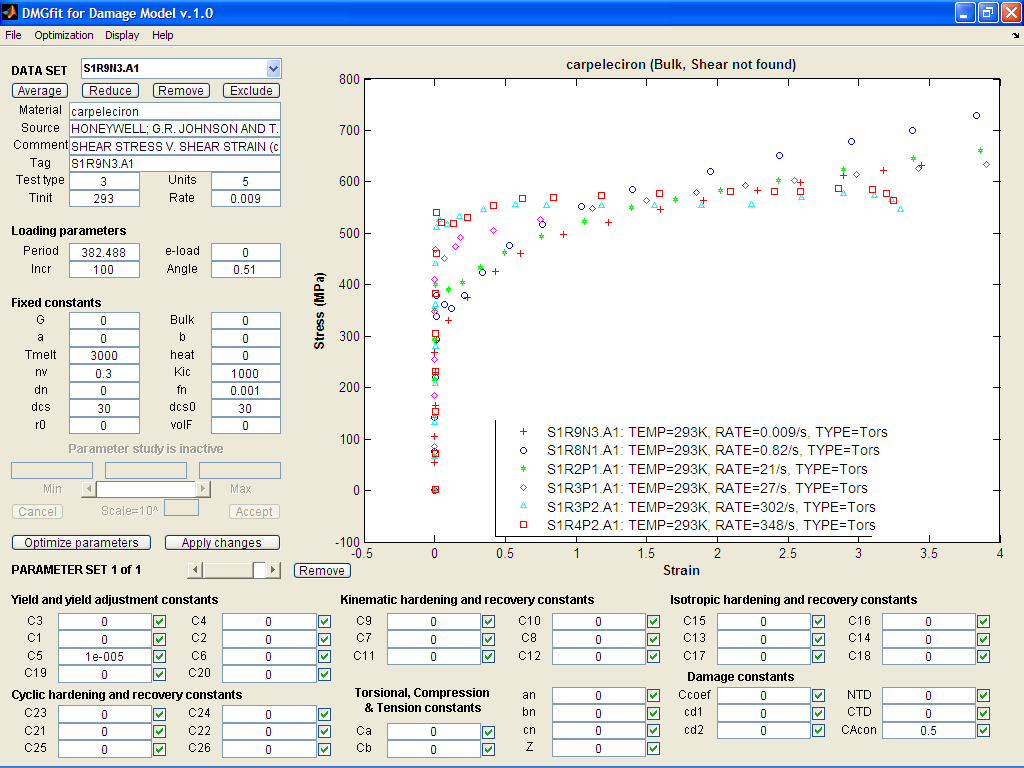 DMGfit for Damage Model v.1.0
File Optimization Display Help
DATA SET S1R9N3.A1
Average Reduce Remove Exclude
Material carpeleciron
Source HONEYWELL; G.R. JOHNSON AND T.
Comment SHEAR STRESS V. SHEAR STRAIN (c
Tag S1R9N3.A1
Test type 3 Units 5
Tinit 293 Rate 0.009
Loading parameters
Period 382.488 e-load 0
Incr 100 Angle 0.51
Fixed constants
G 0 Bulk 0
a 0 b 0
Tmelt 3000 heat 0
nv 0.3 Kic 1000
dn 0 fn 0.001
dcs 30 dcs0 30
r0 0 volF 0
Parameter study is inactive
Min Max
Cancel Scale=10^ Accept
Optimize parameters Apply changes
PARAMETER SET 1 of 1 Remove
carpeleciron (Bulk, Shear not found)
800
700
600
500
400
300
200
100
0
-100
Stress (MPa)
S1R9N3.A1: TEMP=293K, RATE=0.009/s, TYPE=Tors
S1R8N1.A1: TEMP=293K, RATE=0.82/s, TYPE=Tors
S1R2P1.A1: TEMP=293K, RATE=21/s, TYPE=Tors
S1R3P1.A1: TEMP=293K, RATE=27/s, TYPE=Tors
S1R3P2.A1: TEMP=293K, RATE=302/s, TYPE=Tors
S1R4P2.A1: TEMP=293K, RATE=348/s, TYPE=Tors
-0.5 0 0.5 1 1.5 2 2.5 3 3.5 4
Strain
Yield and yield adjustment constants
C3 0 C4 0
C1 0 C2 0
C5 1e-005 C6 0
C19 0 C20 0
Cyclic hardening and recovery constants
C23 0 C24 0
C21 0 C22 0
C25 0 C26 0
Kinematic hardening and recovery constants
C9 0 C10 0
C7 0 C8 0
C11 0 C12 0
Torsional, Compression
& Tension constants
Ca 0
Cb 0
an 0
bn 0
cn 0
Z 0
Isotropic hardening and recovery constants
C15 0 C16 0
C13 0 C14 0
C17 0 C18 0
Damage constants
Ccoef 0 NTD 0
cd1 0 CTD 0
cd2 0 CAcon 0.5